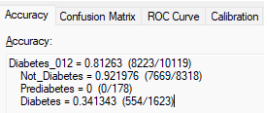 Accuracy Confusion Matrix ROC Curve Calibration
Accuracy:
Diabetes_012 = 0.81263 (8223/10119)
Not_Diabetes = 0.921976 (7669/8318)
Prediabetes = 0 (0/178)
Diabetes = 0.341343 (554/1623)